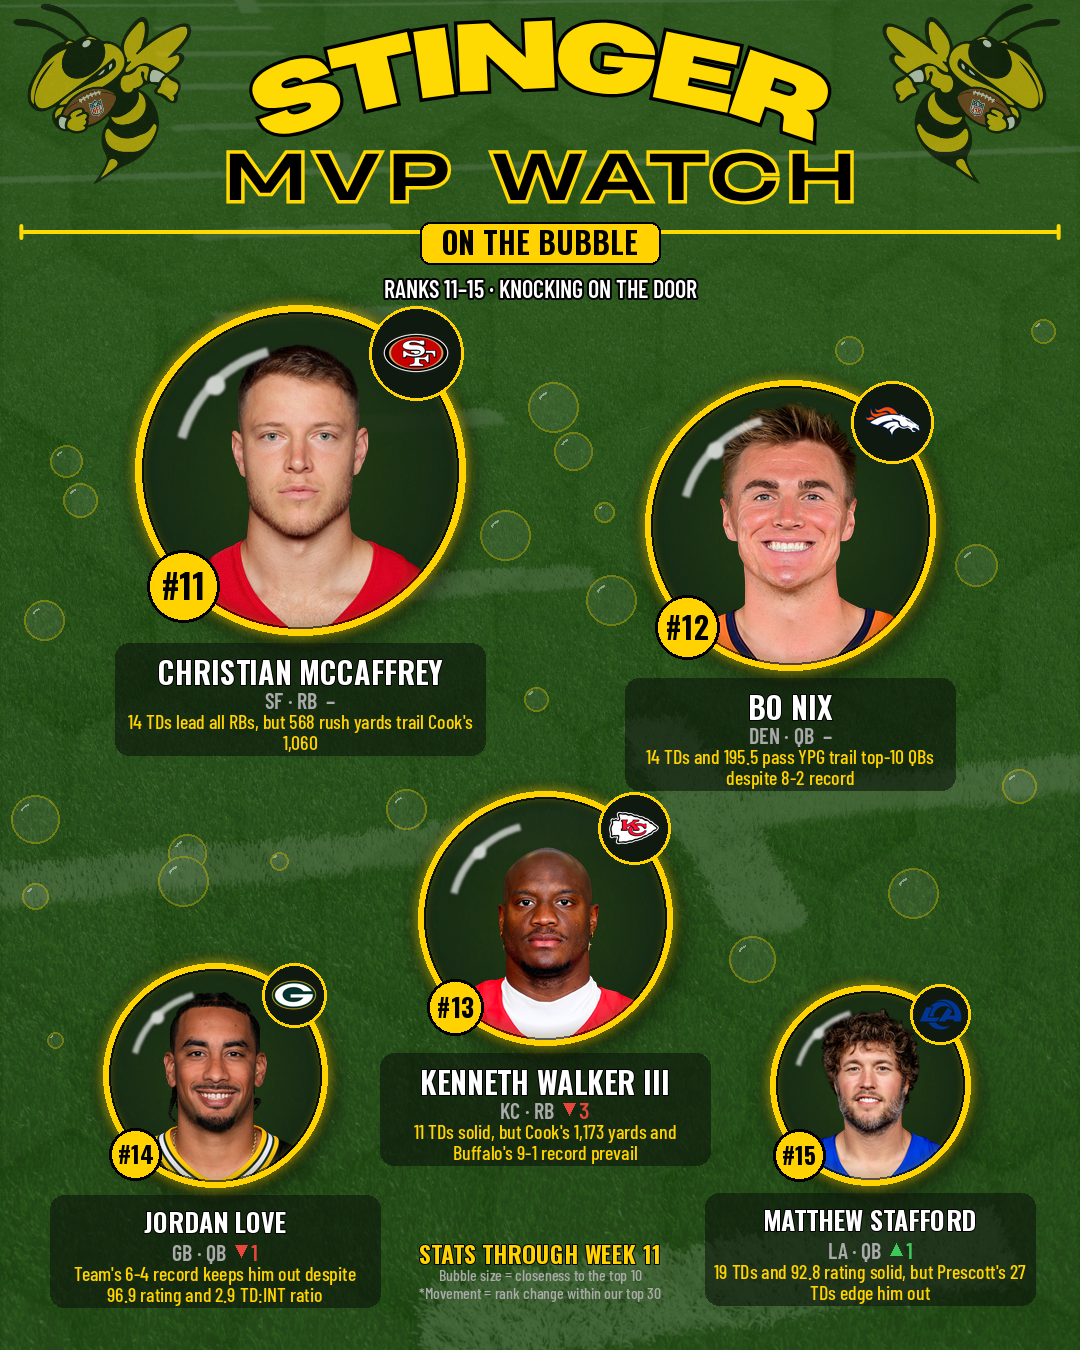 STINGER
MVP WATCH
ON THE BUBBLE
RANKS 11–15 · KNOCKING ON THE DOOR
SF
#11
CHRISTIAN MCCAFFREY
SF · RB –
14 TDs lead all RBs, but 568 rush yards trail Cook's
1,060
#12
BO NIX
DEN · QB –
14 TDs and 195.5 pass YPG trail top-10 QBs
despite 8-2 record
KC
#13
KENNETH WALKER III
KC · RB ▼3
11 TDs solid, but Cook's 1,173 yards and
Buffalo's 9-1 record prevail
G
#14
JORDAN LOVE
GB · QB ▼1
Team's 6-4 record keeps him out despite
96.9 rating and 2.9 TD:INT ratio
LA
#15
MATTHEW STAFFORD
LA · QB ▲1
19 TDs and 92.8 rating solid, but Prescott's 27
TDs edge him out
STATS THROUGH WEEK 11
Bubble size = closeness to the top 10
*Movement = rank change within our top 30